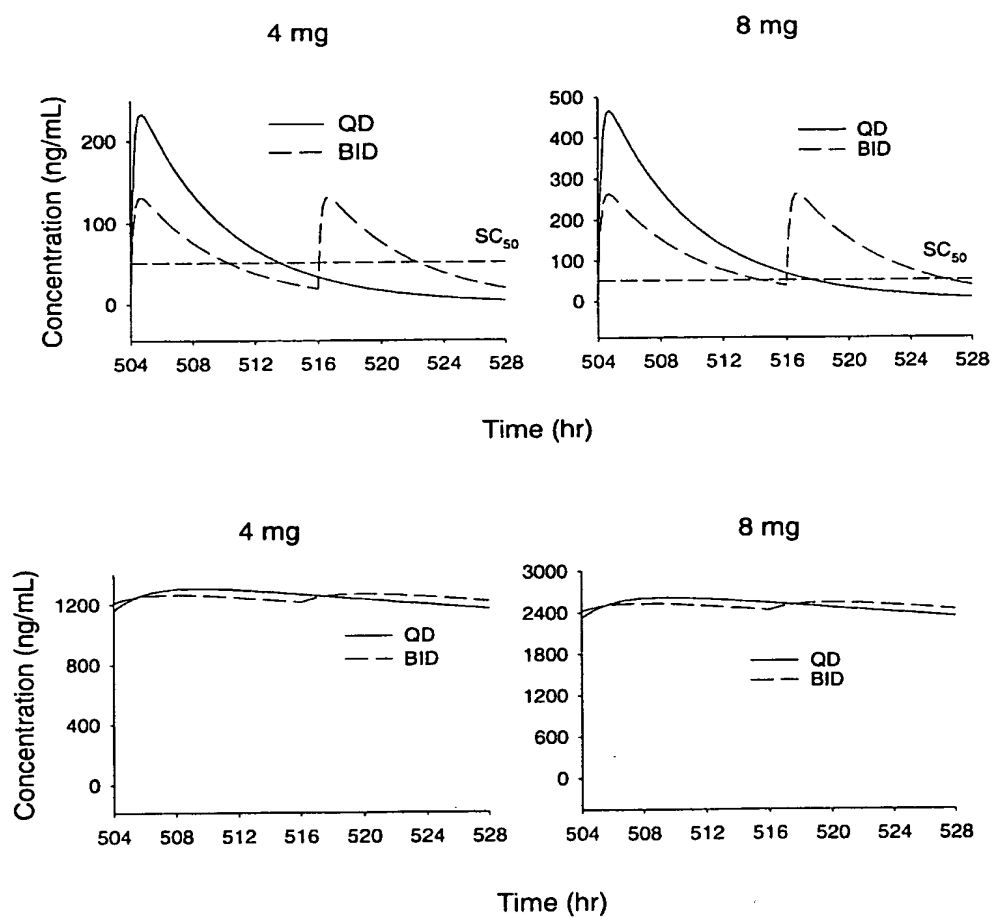 4 mg
8 mg
Concentration (ng/mL)
200
100
0
QD
BID
SC50
504 508 512 516 520 524 528
500
400
300
200
100
0
QD
BID
SC50
504 508 512 516 520 524 528
Time (hr)
4 mg
8 mg
Concentration (ng/mL)
1200
800
400
0
QD
BID
504 508 512 516 520 524 528
3000
2400
1800
1200
600
0
QD
BID
504 508 512 516 520 524 528
Time (hr)